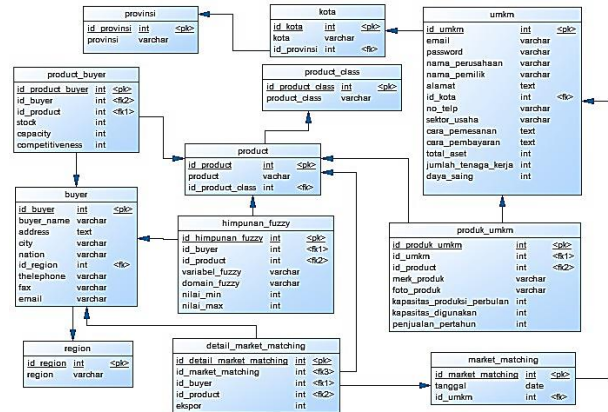 provinsi
id_provinsi int <pk>
provinsi varchar
kota
id_kota int <pk>
kota varchar
id_provinsi int <fk>
umkm
id_umkm int <pk>
email varchar
password varchar
nama_perusahaan varchar
nama_pemilik varchar
alamat text
id_kota int <fk>
no_telp varchar
sektor_usaha varchar
cara_pemesanan text
cara_pembayaran text
total_aset int
jumlah_tenaga_kerja int
daya_saing int
product_buyer
id_product_buyer int <pk>
id_buyer int <fk2>
id_product int <fk1>
stock int
capacity int
competitiveness int
product_class
id_product_class int <pk>
product_class varchar
product
id_product int <pk>
product vachar
id_product_class int <fk>
buyer
id_buyer int <pk>
buyer_name varchar
address text
city varchar
nation varchar
id_region int <fk>
thelephone varchar
fax varchar
email varchar
himpunan_fuzzy
id_himpunan_fuzzy int <pk>
id_buyer int <fk1>
id_product int <fk2>
variabel_fuzzy varchar
domain_fuzzy varchar
nilai_min int
nilai_max int
produk_umkm
id_produk_umkm int <pk>
id_umkm int <fk1>
id_product int <fk2>
merk_produk varchar
foto_produk varchar
kapasitas_produksi_perbulan int
kapasitas_digunakan int
penjualan_pertahun int
region
id_region int <pk>
region varchar
detail_market_matching
id_detail_market_matching int <pk>
id_market_matching int <fk3>
id_buyer int <fk1>
id_product int <fk2>
ekspor int
market_matching
id_market_matching int <pk>
tanggal date
id_umkm int <fk>